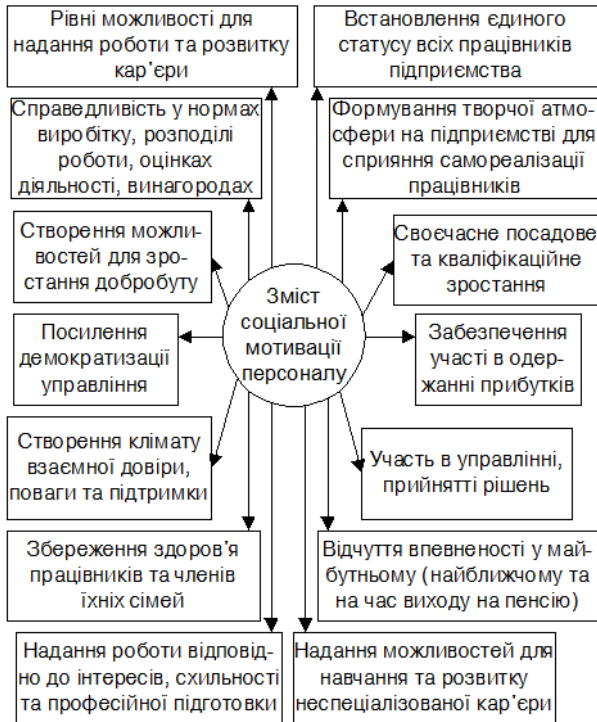 Рівні можливості для
надання роботи та розвитку
кар’єри
Встановлення єдиного
статусу всіх працівників
підприємства
Справедливість у нормах
виробітку, розподілі
роботи, оцінках
діяльності, винагородах
Формування творчої атмо-
сфери на підприємстві для
сприяння самореалізації
працівників
Створення можли-
востей для зро-
стання добробуту
Своєчасне посадове
та кваліфікаційне
зростання
Зміст
соціальної
мотивації
персоналу
Посилення
демократизації
управління
Забезпечення
участі в одер-
жанні прибутків
Створення клімату
взаємної довіри,
поваги та підтримки
Участь в управлінні,
прийнятті рішень
Збереження здоров’я
працівників та членів
їхніх сімей
Відчуття впевненості у май-
бутньому (найближчому та
на час виходу на пенсію)
Надання роботи відповід-
но до інтересів, схильності
та професійної підготовки
Надання можливостей для
навчання та розвитку
неспеціалізованої кар’єри